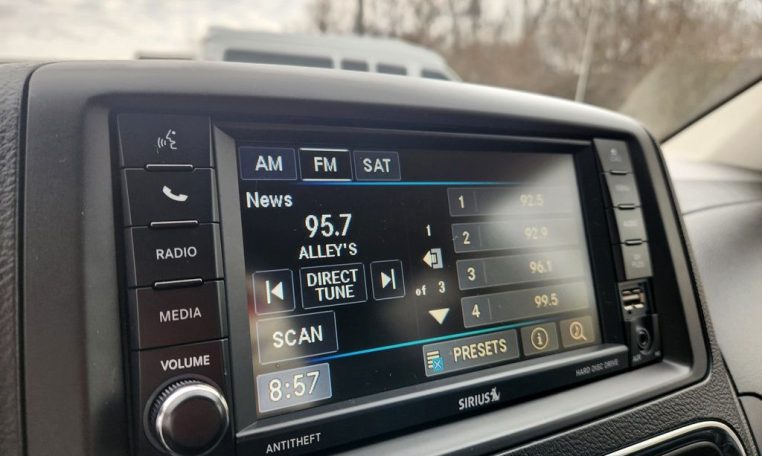 AM FM SAT
News
95.7
ALLEY'S
DIRECT
TUNE
SCAN
8:57
1
of 3
1 92.5
2 92.9
3 96.1
4 99.5
PRESETS
RADIO
MEDIA
VOLUME
ANTITHEFT
SIRIUS
HARD DISC DRIVE